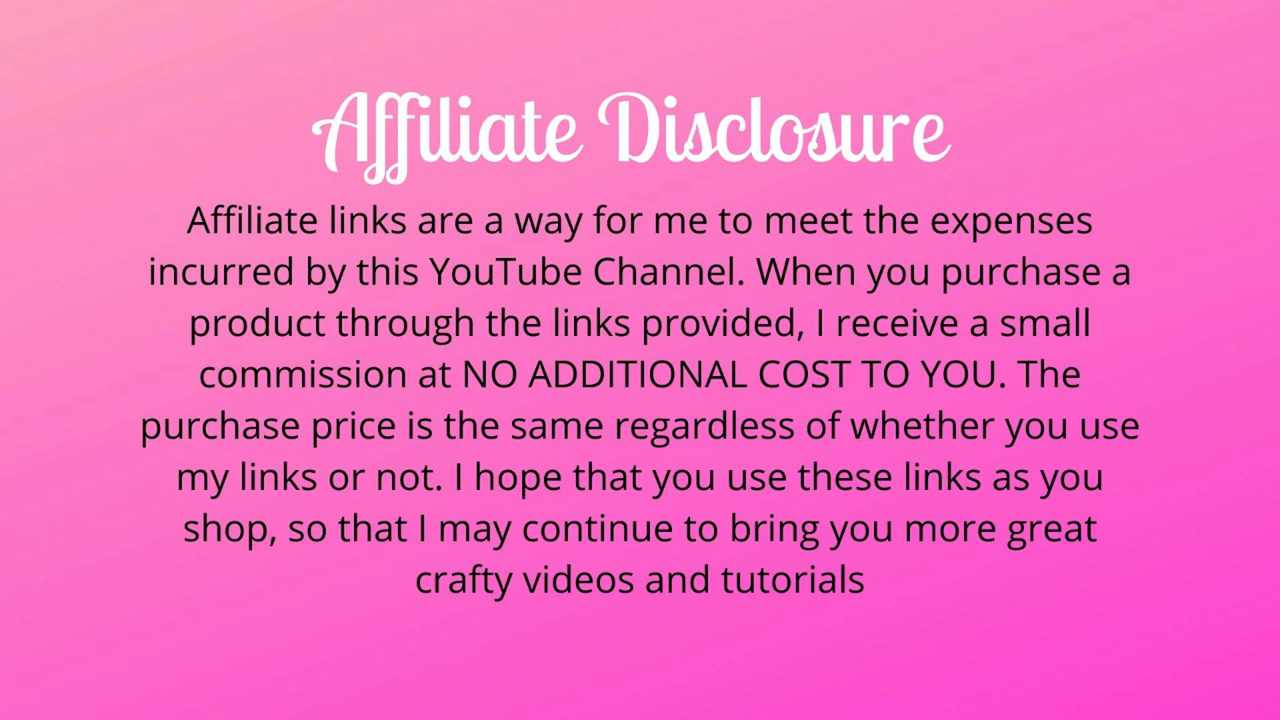 Affiliate Disclosure
Affiliate links are a way for me to meet the expenses
incurred by this YouTube Channel. When you purchase a
product through the links provided, I receive a small
commission at NO ADDITIONAL COST TO YOU. The
purchase price is the same regardless of whether you use
my links or not. I hope that you use these links as you
shop, so that I may continue to bring you more great
crafty videos and tutorials